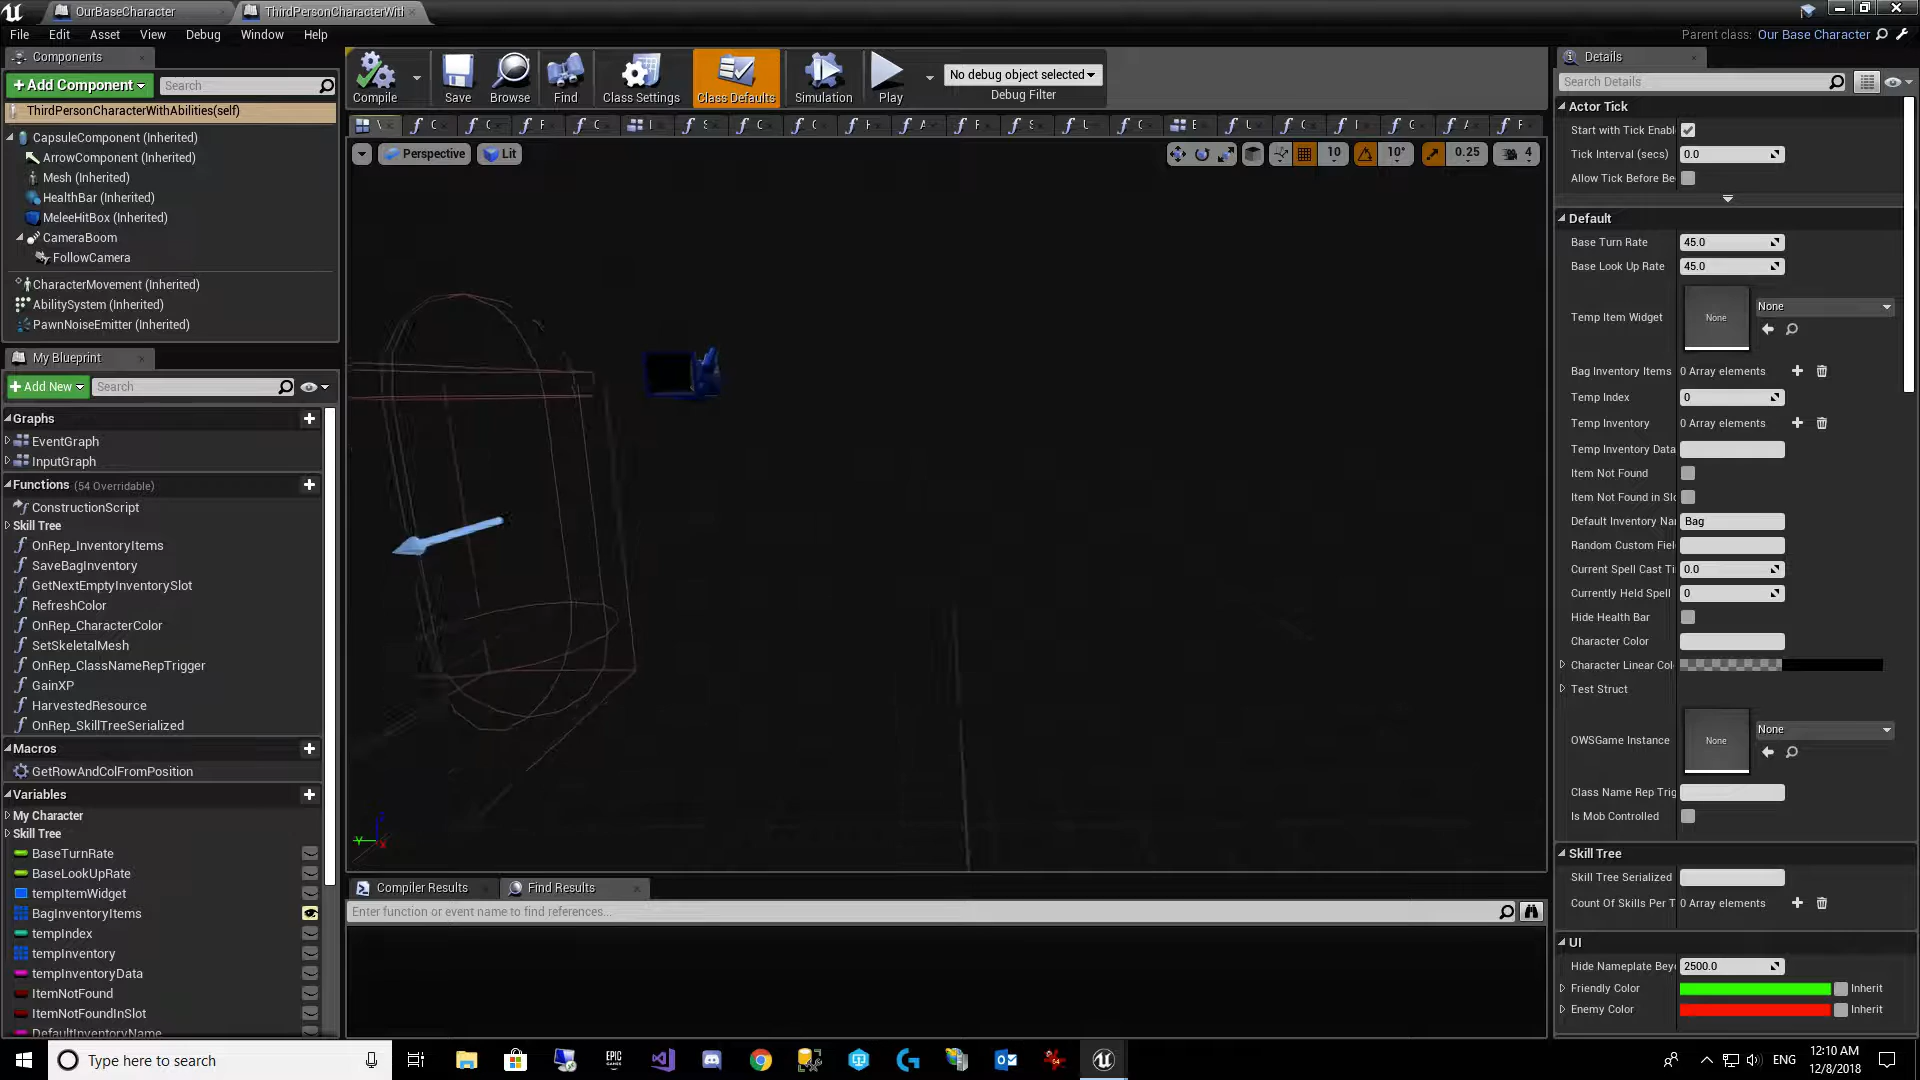 OurBaseCharacter
ThirdPersonCharacterWitl
File
Edit
Asset
View
Debug
Window
Help
Parent class: Our Base Character
Components
+Add Component
Search
ThirdPersonCharacterWithAbilities(self)
CapsuleComponent (Inherited)
ArrowComponent (Inherited)
Mesh (Inherited)
HealthBar (Inherited)
MeleeHitBox (Inherited)
CameraBoom
FollowCamera
CharacterMovement (Inherited)
AbilitySystem (Inherited)
PawnNoiseEmitter (Inherited)
My Blueprint
+Add New
Search
Graphs
EventGraph
InputGraph
Functions (54 Overridable)
ConstructionScript
Skill Tree
OnRep_InventoryItems
SaveBagInventory
GetNextEmptyInventorySlot
RefreshColor
OnRep_CharacterColor
SetSkeletalMesh
OnRep_ClassNameRepTrigger
GainXP
HarvestedResource
OnRep_SkillTreeSerialized
Macros
GetRowAndColFromPosition
Variables
My Character
Skill Tree
BaseTurnRate
BaseLookUpRate
tempItemWidget
BagInventoryItems
tempIndex
tempInventory
tempInventoryData
ItemNotFound
ItemNotFoundInSlot
DefaultInventoryName
Compile
Save
Browse
Find
Class Settings
Class Defaults
Simulation
Play
No debug object selected
Debug Filter
Perspective
Lit
10
10°
0.25
4
Compiler Results
Find Results
Enter function or event name to find references...
Details
Search Details
Actor Tick
Start with Tick Enabl
Tick Interval (secs) 0.0
Allow Tick Before Be
Default
Base Turn Rate 45.0
Base Look Up Rate 45.0
Temp Item Widget None None
Bag Inventory Items 0 Array elements
Temp Index 0
Temp Inventory 0 Array elements
Temp Inventory Data
Item Not Found
Item Not Found in Slo
Default Inventory Nar Bag
Random Custom Fiel
Current Spell Cast Ti 0.0
Currently Held Spell 0
Hide Health Bar
Character Color
Character Linear Col
Test Struct
OWSGame Instance None None
Class Name Rep Trig
Is Mob Controlled
Skill Tree
Skill Tree Serialized
Count Of Skills Per T 0 Array elements
UI
Hide Nameplate Bey 2500.0
Friendly Color Inherit
Enemy Color Inherit
Type here to search
EPIC
ENG
12:10 AM
12/8/2018